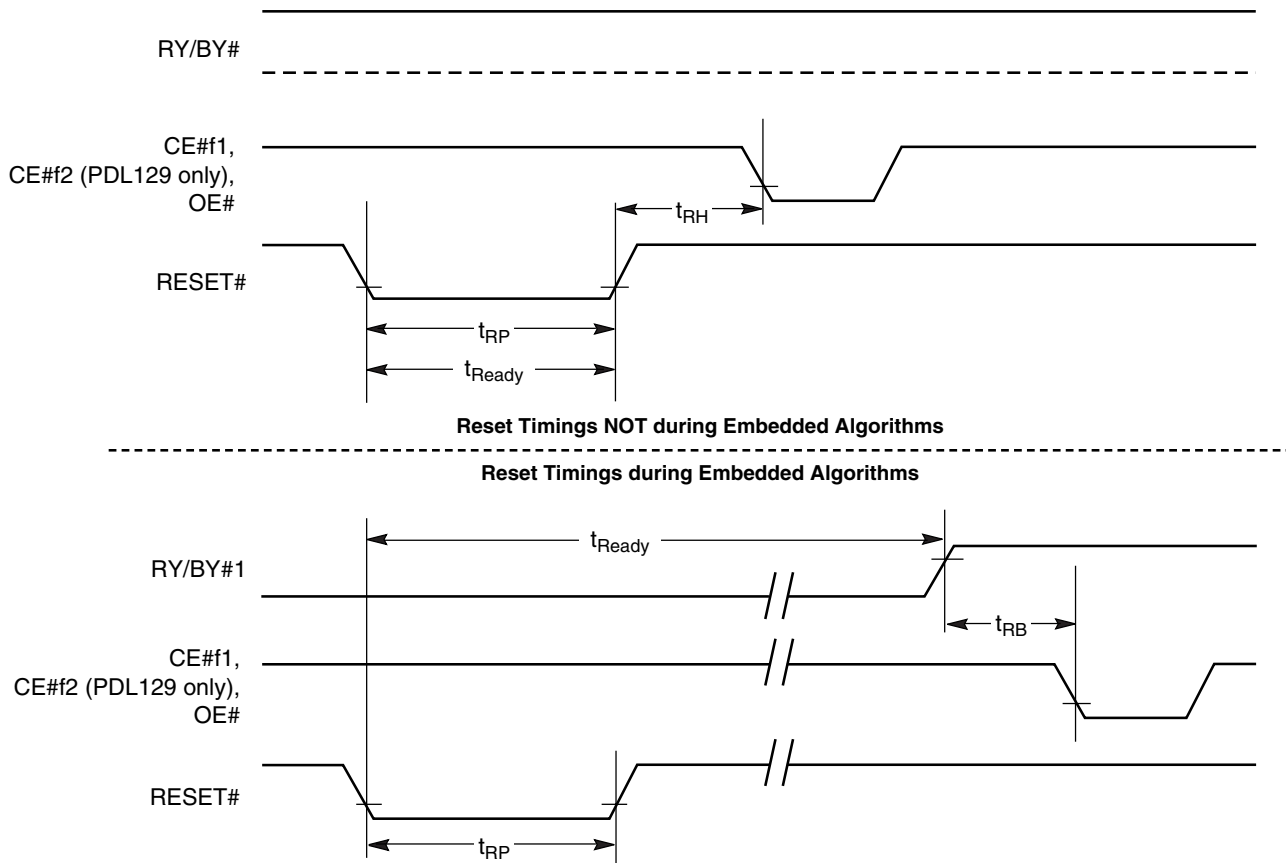 RY/BY#
CE#f1,
CE#f2 (PDL129 only),
OE#
tRH
RESET#
tRP
tReady
Reset Timings NOT during Embedded Algorithms
Reset Timings during Embedded Algorithms
tReady
RY/BY#1
tRB
CE#f1,
CE#f2 (PDL129 only),
OE#
RESET#
tRP